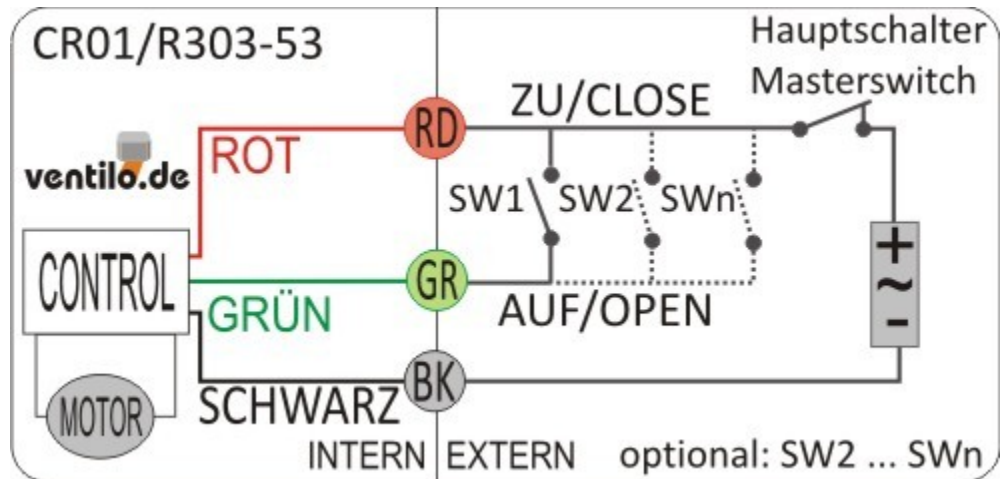 CR01/R303-53
Hauptschalter
Masterswitch
ZU/CLOSE
RD
ROT
ventilo.de
SW1
SW2
SWn
CONTROL
GR
GRÜN
AUF/OPEN
+
~
-
BK
SCHWARZ
MOTOR
INTERN
EXTERN
optional: SW2 ... SWn